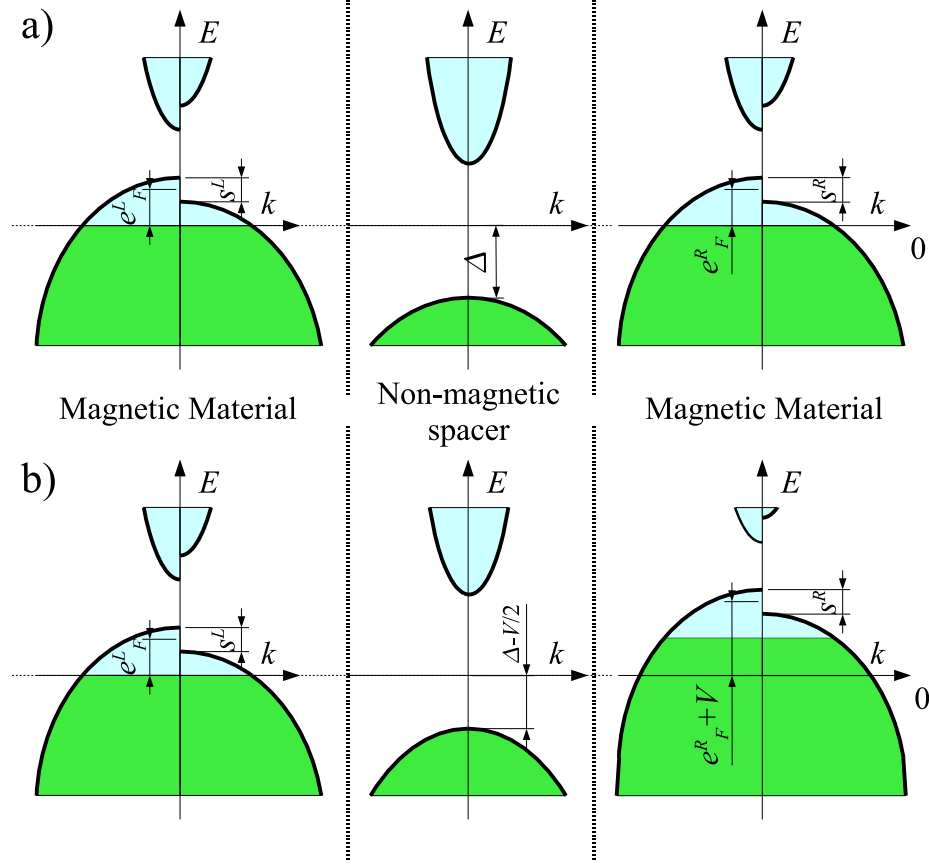 a)
E
E
E
e^L_F
s^L
k
Δ
k
e^R_F
s^R
k
0
Magnetic Material
Non-magnetic
spacer
Magnetic Material
b)
E
E
E
e^L_F
s^L
k
Δ-V/2
k
e^R_F+V
s^R
k
0